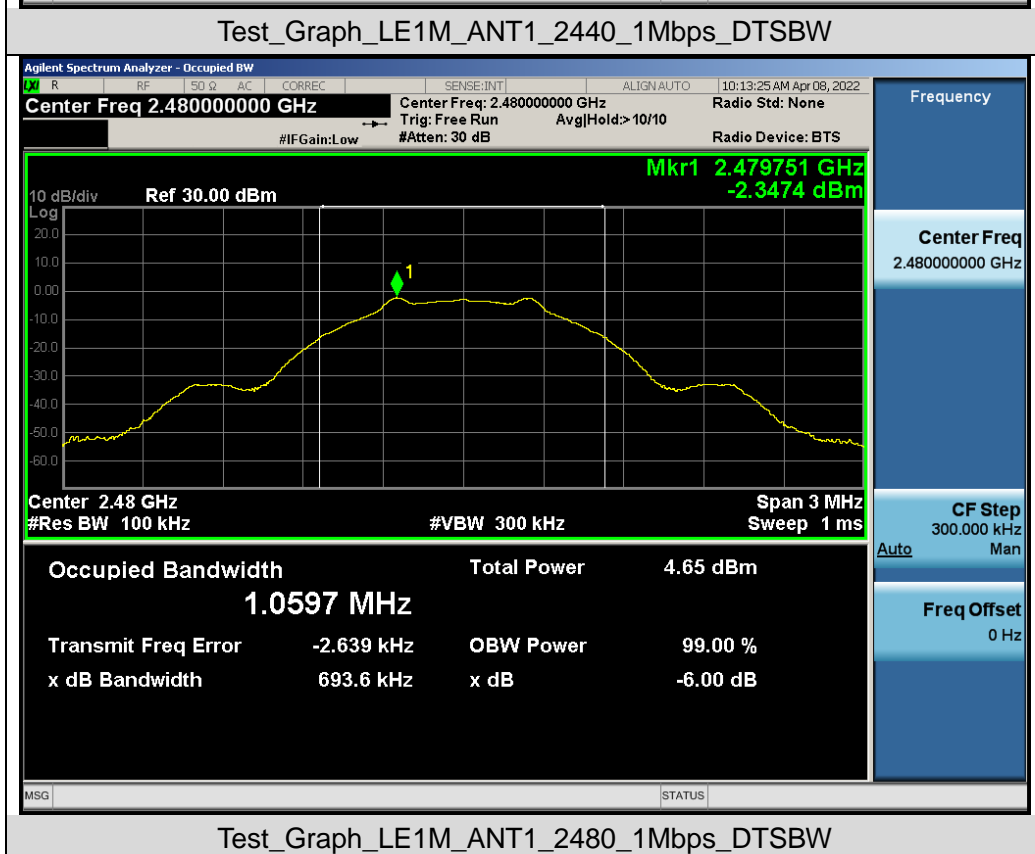 Test_Graph_LE1M_ANT1_2440_1Mbps_DTSBW
Agilent Spectrum Analyzer - Occupied BW
LXI R RF 50 Ω AC CORREC SENSE:INT ALIGN AUTO 10:13:25 AM Apr 08, 2022
Center Freq 2.480000000 GHz Center Freq: 2.480000000 GHz Radio Std: None
Trig: Free Run Avg|Hold:>10/10
#IFGain:Low #Atten: 30 dB Radio Device: BTS
Frequency
Mkr1 2.479751 GHz
-2.3474 dBm
10 dB/div Ref 30.00 dBm
Log
20.0
10.0
0.00
-10.0
-20.0
-30.0
-40.0
-50.0
-60.0
1
Center 2.48 GHz Span 3 MHz
#Res BW 100 kHz #VBW 300 kHz Sweep 1 ms
Center Freq
2.480000000 GHz
CF Step
300.000 kHz
Auto Man
Freq Offset
0 Hz
Occupied Bandwidth Total Power 4.65 dBm
1.0597 MHz
Transmit Freq Error -2.639 kHz OBW Power 99.00 %
x dB Bandwidth 693.6 kHz x dB -6.00 dB
MSG STATUS
Test_Graph_LE1M_ANT1_2480_1Mbps_DTSBW